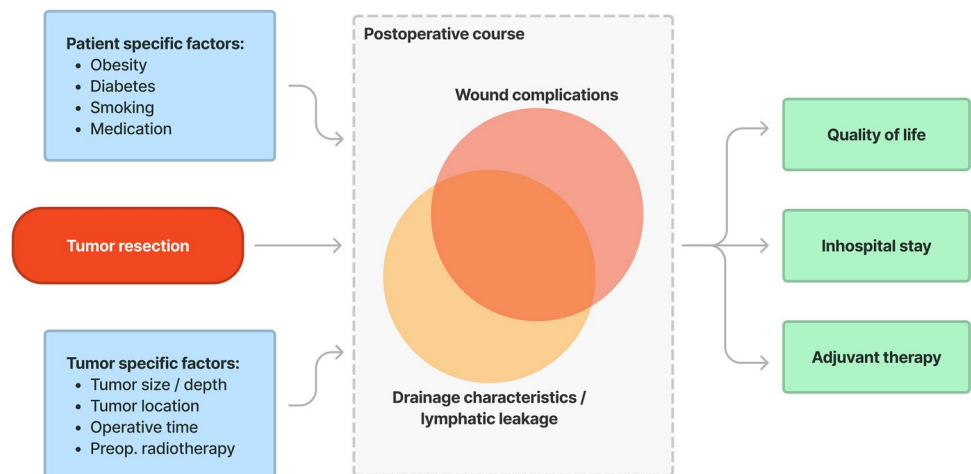 Patient specific factors:
• Obesity
• Diabetes
• Smoking
• Medication
Tumor resection
Tumor specific factors:
• Tumor size / depth
• Tumor location
• Operative time
• Preop. radiotherapy
Postoperative course
Wound complications
Drainage characteristics /
lymphatic leakage
Quality of life
Inhospital stay
Adjuvant therapy